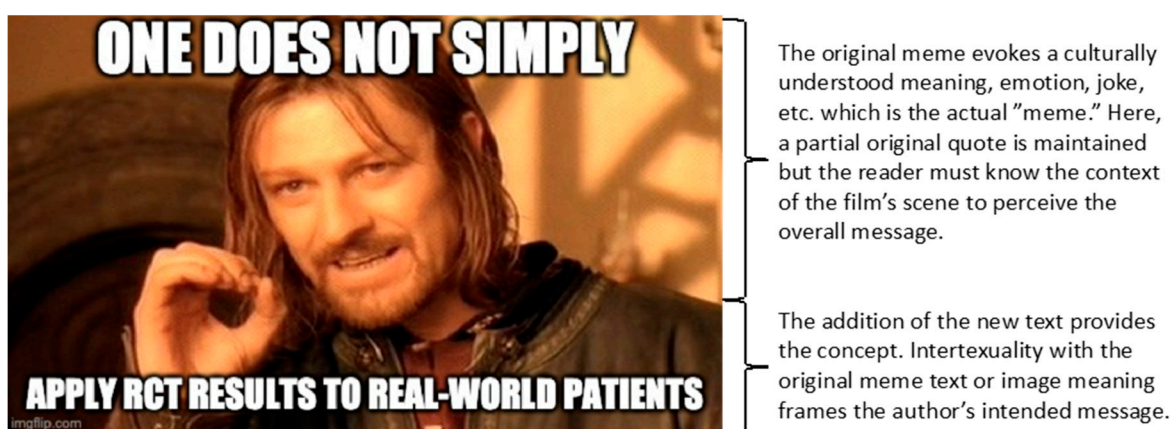 ONE DOES NOT SIMPLY
APPLY RCT RESULTS TO REAL-WORLD PATIENTS
imgflip.com
The original meme evokes a culturally
understood meaning, emotion, joke,
etc. which is the actual ”meme.” Here,
a partial original quote is maintained
but the reader must know the context
of the film’s scene to perceive the
overall message.
The addition of the new text provides
the concept. Intertexuality with the
original meme text or image meaning
frames the author’s intended message.